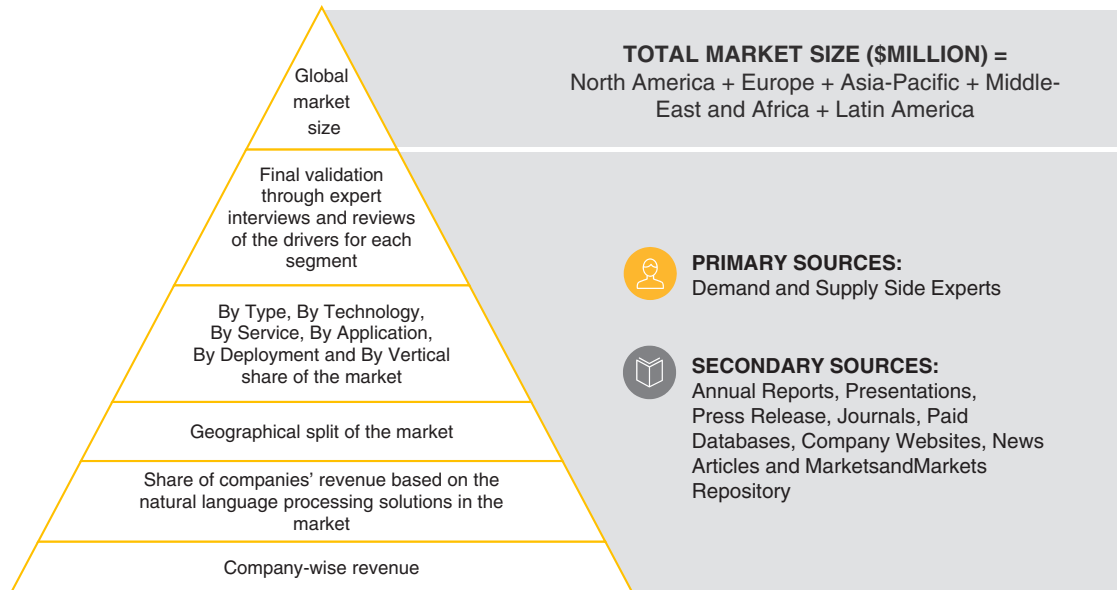 Global
market
size
TOTAL MARKET SIZE ($MILLION) =
North America + Europe + Asia-Pacific + Middle-
East and Africa + Latin America
Final validation
through expert
interviews and reviews
of the drivers for each
segment
By Type, By Technology,
By Service, By Application,
By Deployment and By Vertical
share of the market
Geographical split of the market
Share of companies’ revenue based on the
natural language processing solutions in the
market
Company-wise revenue
PRIMARY SOURCES:
Demand and Supply Side Experts
SECONDARY SOURCES:
Annual Reports, Presentations,
Press Release, Journals, Paid
Databases, Company Websites, News
Articles and MarketsandMarkets
Repository